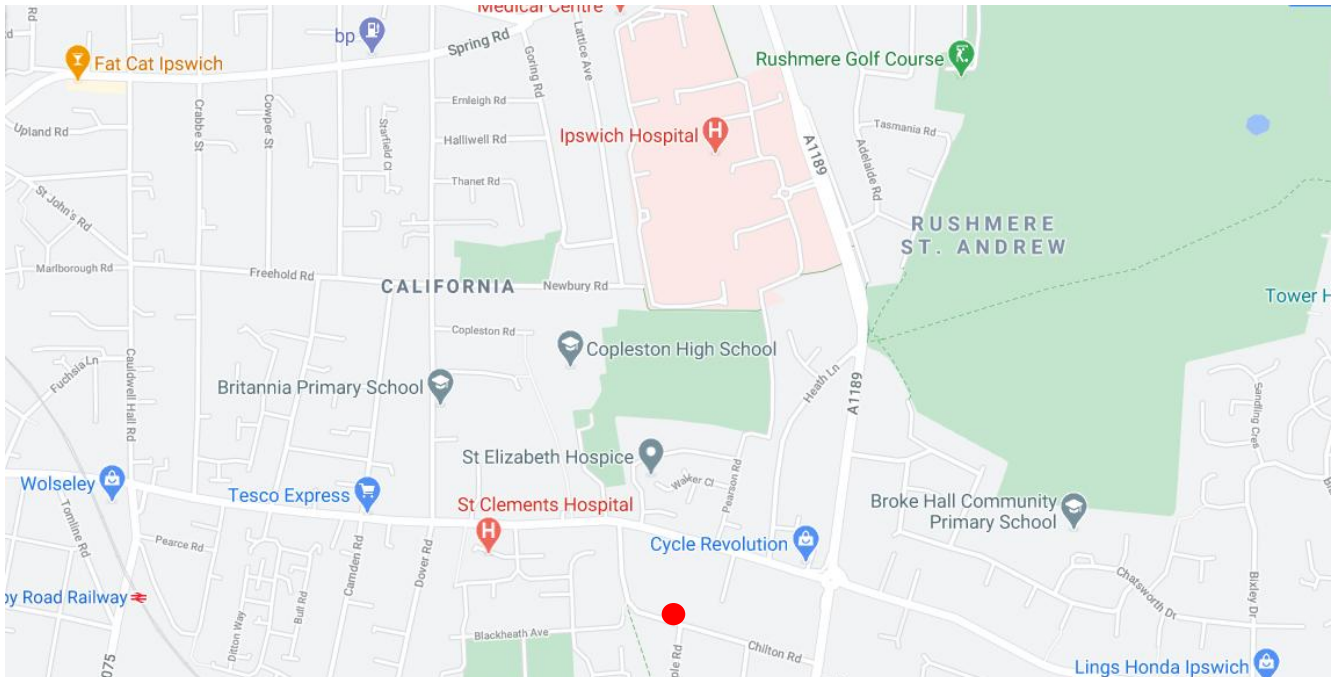 Medical Centre
bp
Spring Rd
Goring Rd
Lattice Ave
Fat Cat Ipswich
Rushmere Golf Course
Crabbe St
Cowper St
Ernleigh Rd
Upland Rd
Starfield Cl
Halliwell Rd
Ipswich Hospital
H
A1189
Tasmania Rd
Adelaide Rd
Thanet Rd
St John's Rd
RUSHMERE
ST. ANDREW
Marlborough Rd
Freehold Rd
CALIFORNIA
Newbury Rd
Tower H
Copleston Rd
Copleston High School
Fuchsia Ln
Cauldwell Hall Rd
Britannia Primary School
Heath Ln
A1189
Sandling Cres
St Elizabeth Hospice
Walker Cl
Pearson Rd
Wolseley
Tesco Express
St Clements Hospital
H
Broke Hall Community
Primary School
Tomline Rd
Pearce Rd
Cycle Revolution
Camden Rd
Dover Rd
Bull Rd
Ditton Way
Road Railway
Chatsworth Dr
Bixley Dr
Blackheath Ave
Chilton Rd
Rd
Lings Honda Ipswich
075